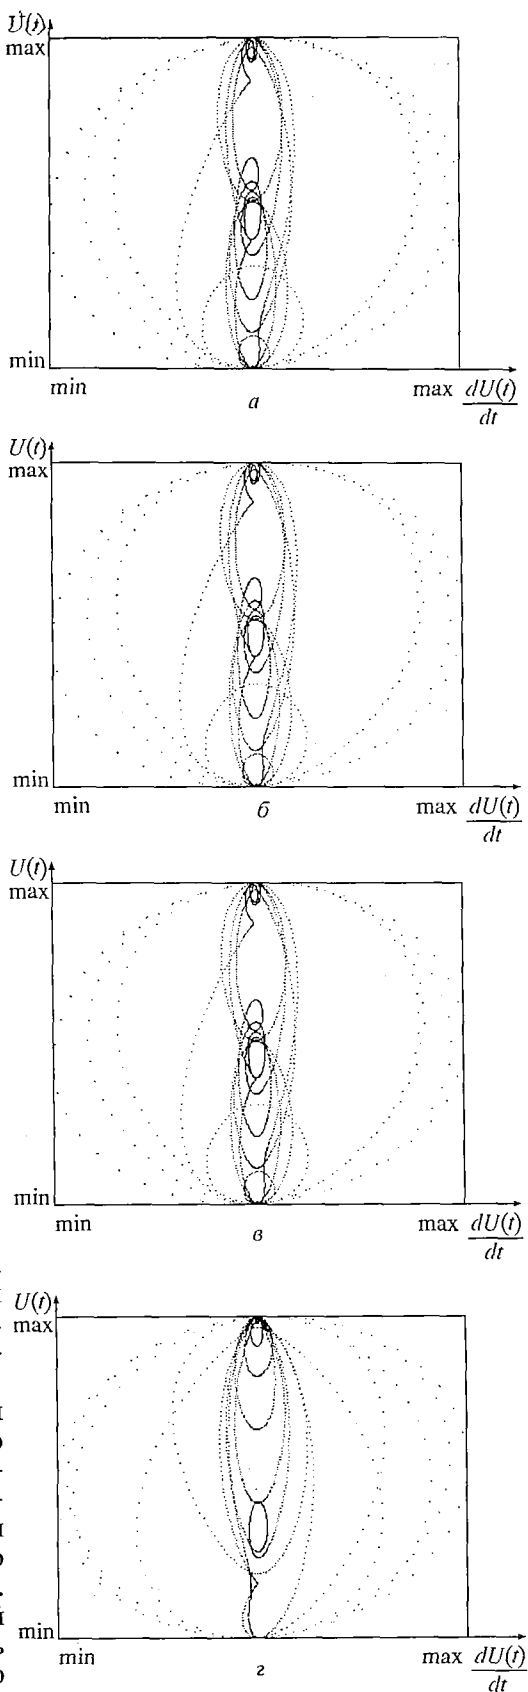 U(t)
max
min
min
а
max
dU(t)
dt
U(t)
max
min
min
б
max
dU(t)
dt
U(t)
max
min
min
в
max
dU(t)
dt
U(t)
max
min
min
г
max
dU(t)
dt